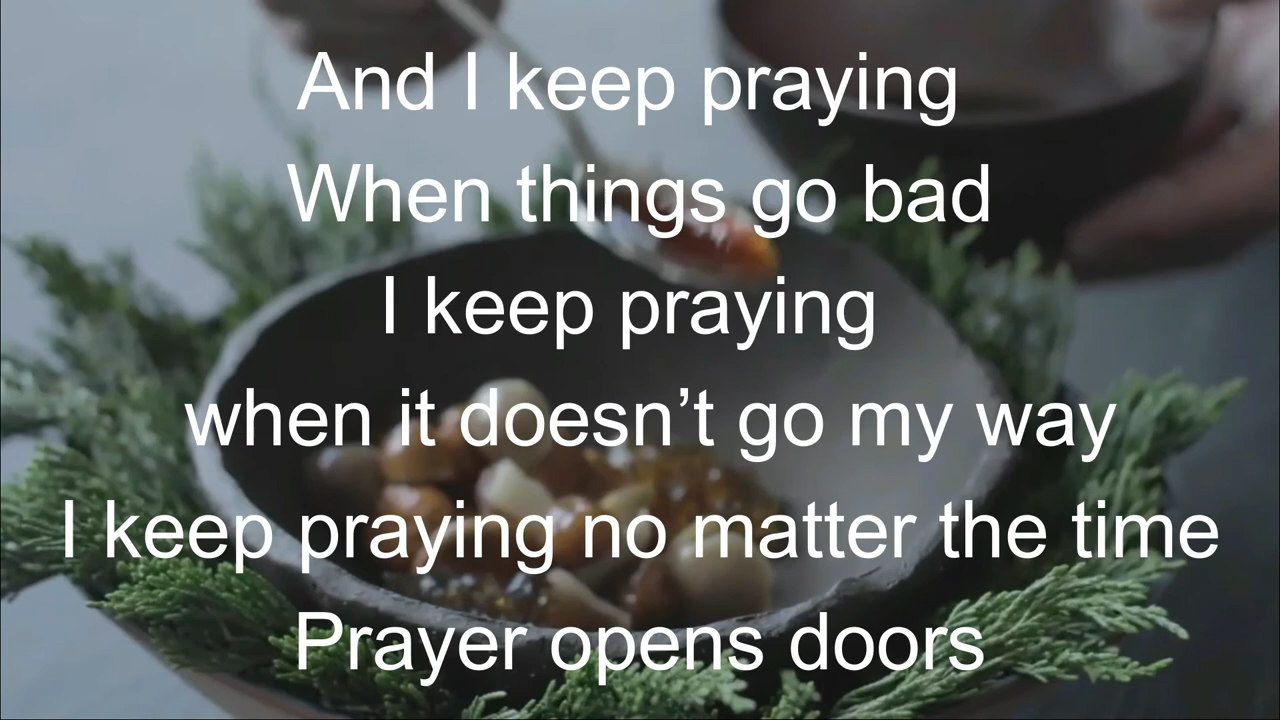 And I keep praying
When things go bad
I keep praying
when it doesn’t go my way
I keep praying no matter the time
Prayer opens doors